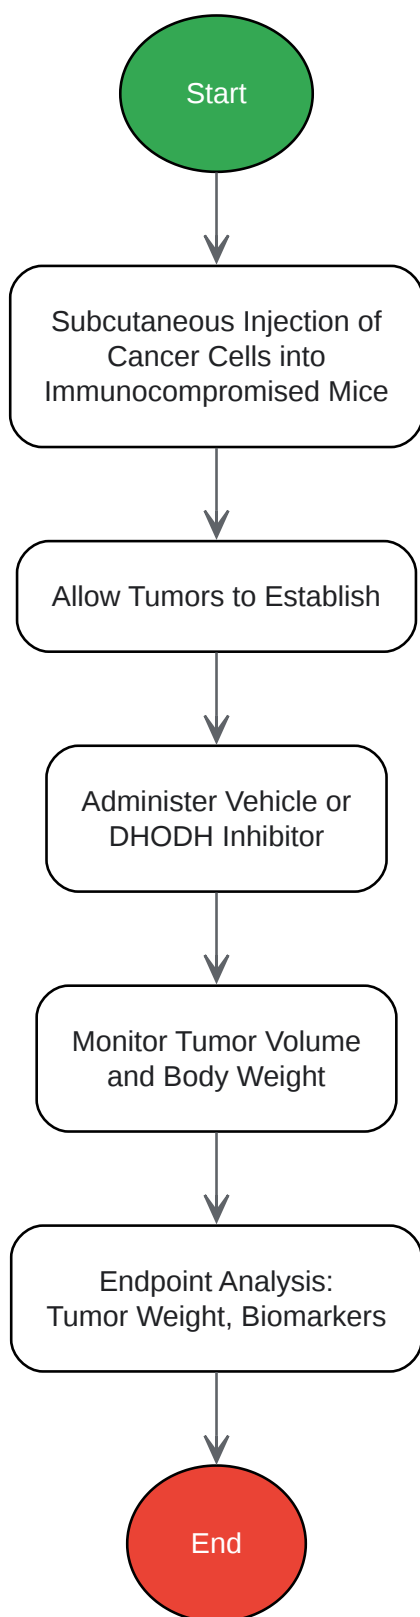 Start
Subcutaneous Injection of
Cancer Cells into
Immunocompromised Mice
Allow Tumors to Establish
Administer Vehicle or
DHODH Inhibitor
Monitor Tumor Volume
and Body Weight
Endpoint Analysis:
Tumor Weight, Biomarkers
End